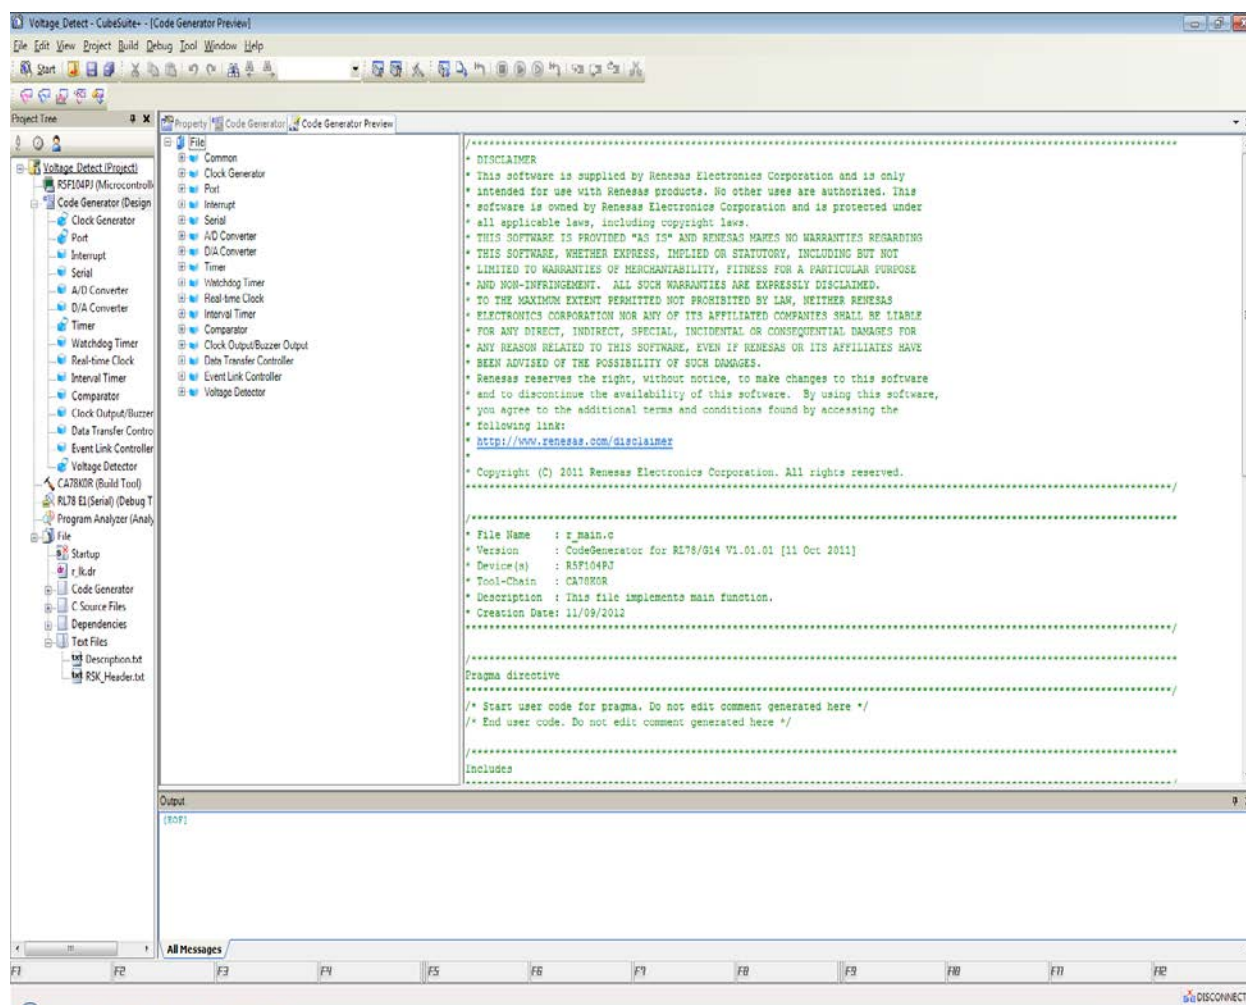 Voltage_Detect - CubeSuite+ - [Code Generator Preview]
File Edit View Project Build Debug Tool Window Help
Start
Project Tree
Voltage_Detect (Project)
R5F104PJ (Microcontroll
Code Generator (Design
Clock Generator
Port
Interrupt
Serial
A/D Converter
D/A Converter
Timer
Watchdog Timer
Real-time Clock
Interval Timer
Comparator
Clock Output/Buzzer
Data Transfer Contro
Event Link Controller
Voltage Detector
CA78K0R (Build Tool)
RL78 E1(Serial) (Debug T
Program Analyzer (Analy
File
Startup
r_lk.dr
Code Generator
C Source Files
Dependencies
Text Files
Description.txt
RSK_Header.txt
Property Code Generator Code Generator Preview
File
Common
Clock Generator
Port
Interrupt
Serial
A/D Converter
D/A Converter
Timer
Watchdog Timer
Real-time Clock
Interval Timer
Comparator
Clock Output/Buzzer Output
Data Transfer Controller
Event Link Controller
Voltage Detector
/***********************************************************************************************************************
* DISCLAIMER
* This software is supplied by Renesas Electronics Corporation and is only
* intended for use with Renesas products. No other uses are authorized. This
* software is owned by Renesas Electronics Corporation and is protected under
* all applicable laws, including copyright laws.
* THIS SOFTWARE IS PROVIDED "AS IS" AND RENESAS MAKES NO WARRANTIES REGARDING
* THIS SOFTWARE, WHETHER EXPRESS, IMPLIED OR STATUTORY, INCLUDING BUT NOT
* LIMITED TO WARRANTIES OF MERCHANTABILITY, FITNESS FOR A PARTICULAR PURPOSE
* AND NON-INFRINGEMENT.  ALL SUCH WARRANTIES ARE EXPRESSLY DISCLAIMED.
* TO THE MAXIMUM EXTENT PERMITTED NOT PROHIBITED BY LAW, NEITHER RENESAS
* ELECTRONICS CORPORATION NOR ANY OF ITS AFFILIATED COMPANIES SHALL BE LIABLE
* FOR ANY DIRECT, INDIRECT, SPECIAL, INCIDENTAL OR CONSEQUENTIAL DAMAGES FOR
* ANY REASON RELATED TO THIS SOFTWARE, EVEN IF RENESAS OR ITS AFFILIATES HAVE
* BEEN ADVISED OF THE POSSIBILITY OF SUCH DAMAGES.
* Renesas reserves the right, without notice, to make changes to this software
* and to discontinue the availability of this software.  By using this software,
* you agree to the additional terms and conditions found by accessing the
* following link:
* http://www.renesas.com/disclaimer
*
* Copyright (C) 2011 Renesas Electronics Corporation. All rights reserved.
***********************************************************************************************************************/
/***********************************************************************************************************************
* File Name    : r_main.c
* Version      : CodeGenerator for RL78/G14 V1.01.01 [11 Oct 2011]
* Device(s)    : R5F104PJ
* Tool-Chain   : CA78K0R
* Description  : This file implements main function.
* Creation Date: 11/09/2012
***********************************************************************************************************************/
/***********************************************************************************************************************
Pragma directive
***********************************************************************************************************************/
/* Start user code for pragma. Do not edit comment generated here */
/* End user code. Do not edit comment generated here */
/***********************************************************************************************************************
Includes
***********************************************************************************************************************/
Output
[EOF]
All Messages
F1 F2 F3 F4 F5 F6 F7 F8 F9 F10 F11 F12
DISCONNECT